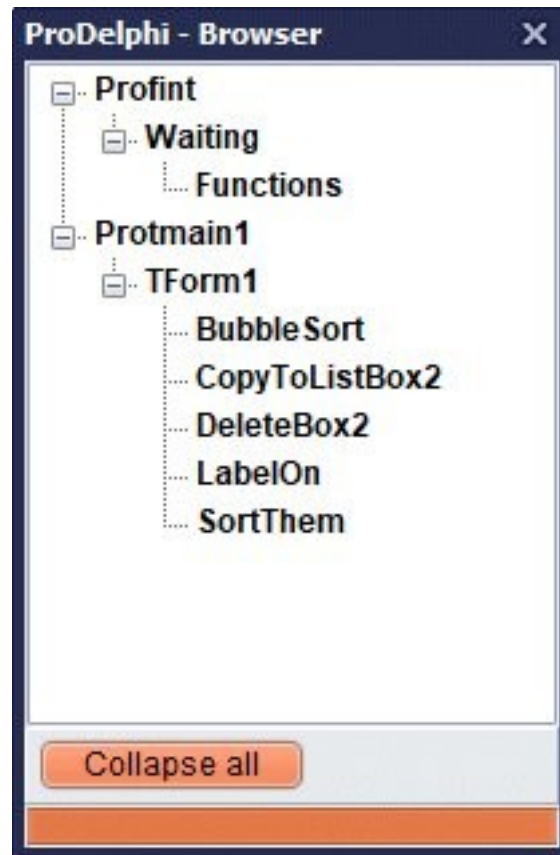 ProDelphi - Browser
Profint
Waiting
Functions
Protmain1
TForm1
BubbleSort
CopyToListBox2
DeleteBox2
LabelOn
SortThem
Collapse all